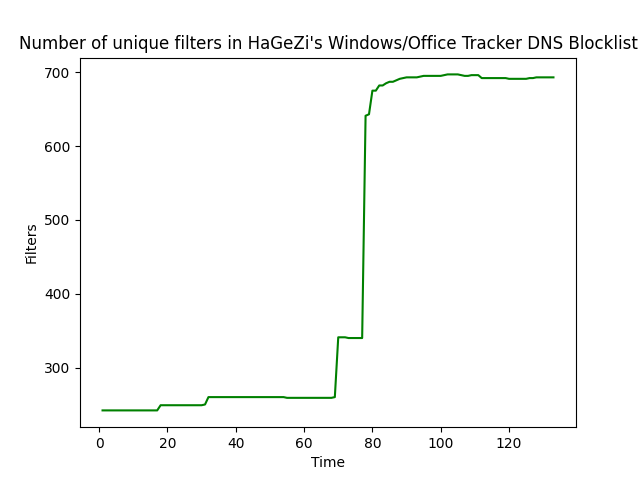 Number of unique filters in HaGeZi's Windows/Office Tracker DNS Blocklist
700
600
500
400
300
Filters
0 20 40 60 80 100 120
Time